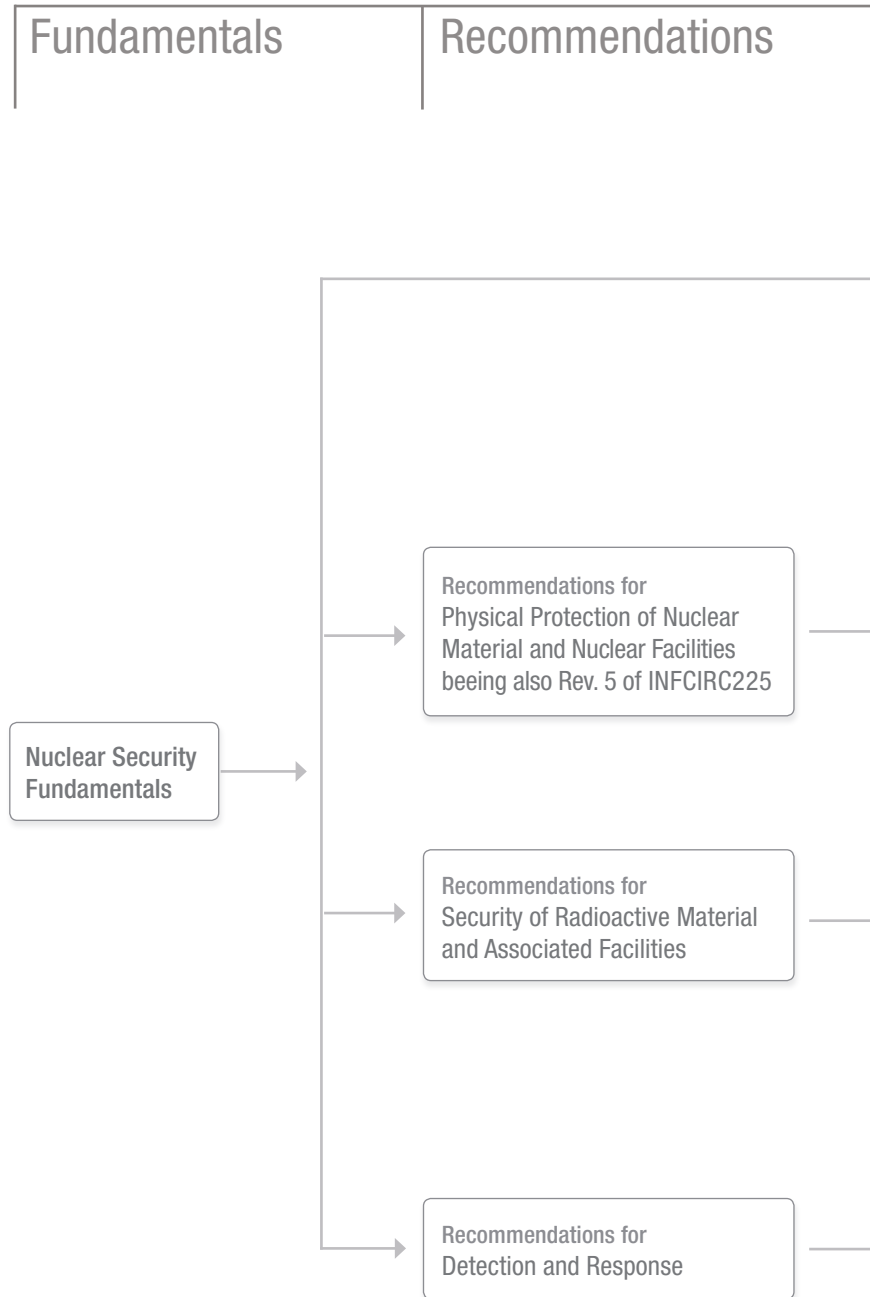 Fundamentals
Recommendations
Recommendations for
Physical Protection of Nuclear
Material and Nuclear Facilities
beeing also Rev. 5 of INFCIRC225
Nuclear Security
Fundamentals
Recommendations for
Security of Radioactive Material
and Associated Facilities
Recommendations for
Detection and Response